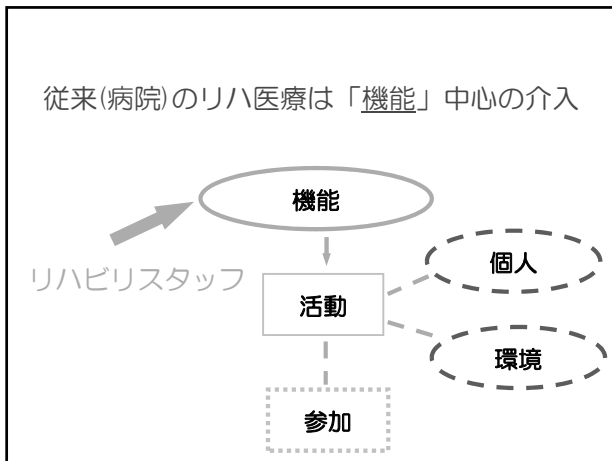 従来(病院)のリハ医療は「機能」中心の介入
機能
個人
リハビリスタッフ
活動
環境
参加